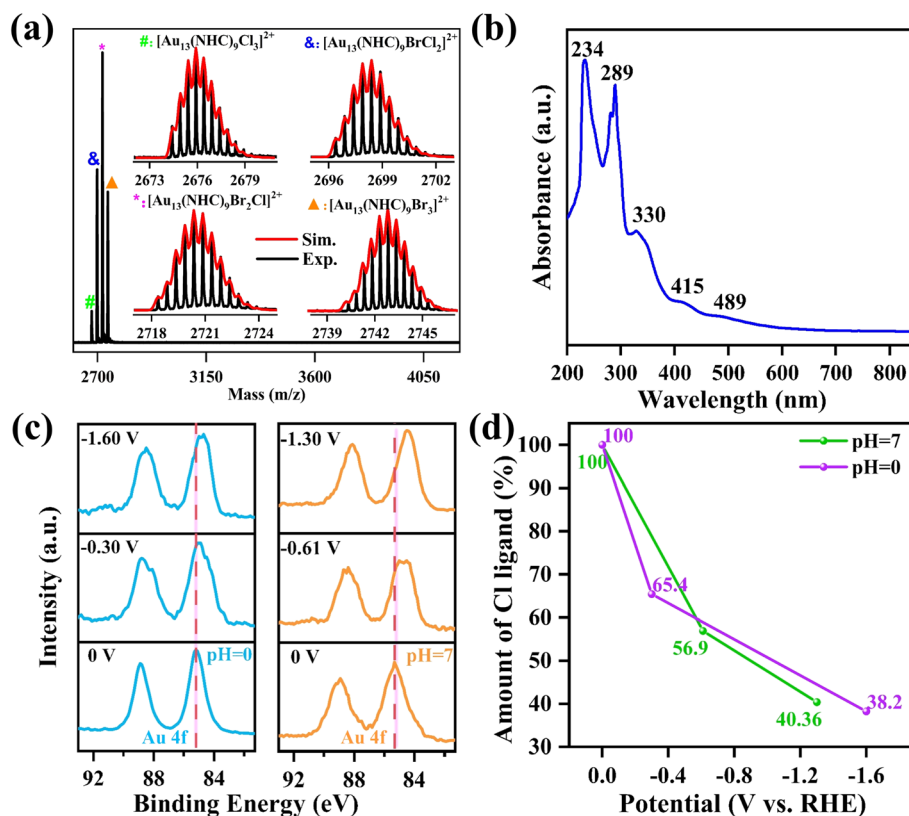 (a)
#: [Au₁₃(NHC)₉Cl₃]²⁺
&: [Au₁₃(NHC)₉BrCl₂]²⁺
*
&
#
2673 2676 2679
2696 2699 2702
*: [Au₁₃(NHC)₉Br₂Cl]²⁺
▲: [Au₁₃(NHC)₉Br₃]²⁺
Sim.
Exp.
2718 2721 2724
2739 2742 2745
2700 3150 3600 4050
Mass (m/z)
(b)
Absorbance (a.u.)
234
289
330
415
489
200 300 400 500 600 700 800
Wavelength (nm)
(c)
Intensity (a.u.)
-1.60 V
-0.30 V
0 V
pH=0
Au 4f
-1.30 V
-0.61 V
0 V
pH=7
Au 4f
92 88 84
92 88 84
Binding Energy (eV)
(d)
Amount of Cl ligand (%)
100
90
80
70
60
50
40
30
pH=7
pH=0
100
100
65.4
56.9
40.36
38.2
0.0 -0.4 -0.8 -1.2 -1.6
Potential (V vs. RHE)